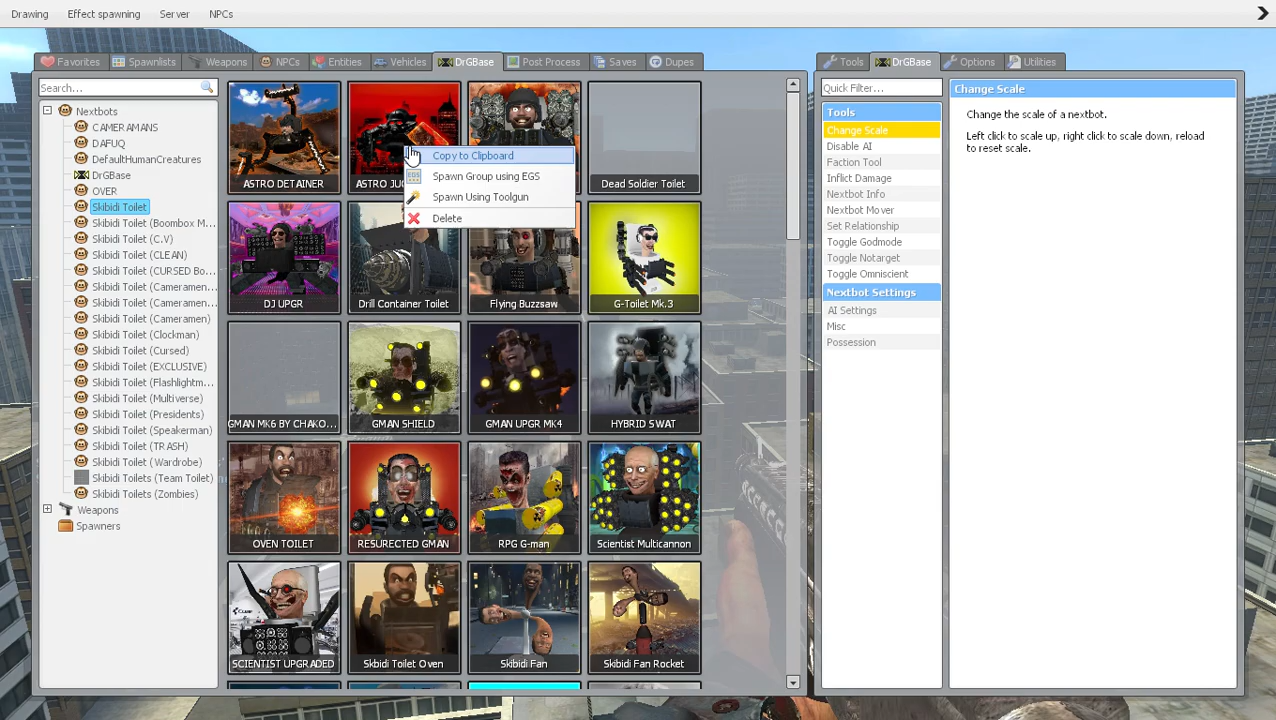 Drawing Effect spawning Server NPCs
Favorites Spawnlists Weapons NPCs Entities Vehicles DrGBase Post Process Saves Dupes
Search...
Nextbots
CAMERAMANS
DAFUQ
DefaultHumanCreatures
DrGBase
OVER
Skibidi Toilet
Skibidi Toilet (Boombox M...
Skibidi Toilet (C.V)
Skibidi Toilet (CLEAN)
Skibidi Toilet (CURSED Bo...
Skibidi Toilet (Cameramen...
Skibidi Toilet (Cameramen...
Skibidi Toilet (Cameramen)
Skibidi Toilet (Clockman)
Skibidi Toilet (Cursed)
Skibidi Toilet (EXCLUSIVE)
Skibidi Toilet (Flashlightm...
Skibidi Toilet (Multiverse)
Skibidi Toilet (Presidents)
Skibidi Toilet (Speakerman)
Skibidi Toilet (TRASH)
Skibidi Toilet (Wardrobe)
Skibidi Toilets (Team Toilet)
Skibidi Toilets (Zombies)
Weapons
Spawners
ASTRO DETAINER ASTRO JU Dead Soldier Toilet
Copy to Clipboard
EGS Spawn Group using EGS
Spawn Using Toolgun
Delete
DJ UPGR Drill Container Toilet Flying Buzzsaw G-Toilet Mk.3
GMAN MK6 BY CHAKO... GMAN SHIELD GMAN UPGR MK4 HYBRID SWAT
OVEN TOILET RESURECTED GMAN RPG G-man Scientist Multicannon
SCIENTIST UPGRADED Skbidi Toilet Oven Skibidi Fan Skibidi Fan Rocket
Tools DrGBase Options Utilities
Quick Filter...
Tools
Change Scale
Disable AI
Faction Tool
Inflict Damage
Nextbot Info
Nextbot Mover
Set Relationship
Toggle Godmode
Toggle Notarget
Toggle Omniscient
Nextbot Settings
AI Settings
Misc
Possession
Change Scale
Change the scale of a nextbot.
Left click to scale up, right click to scale down, reload
to reset scale.